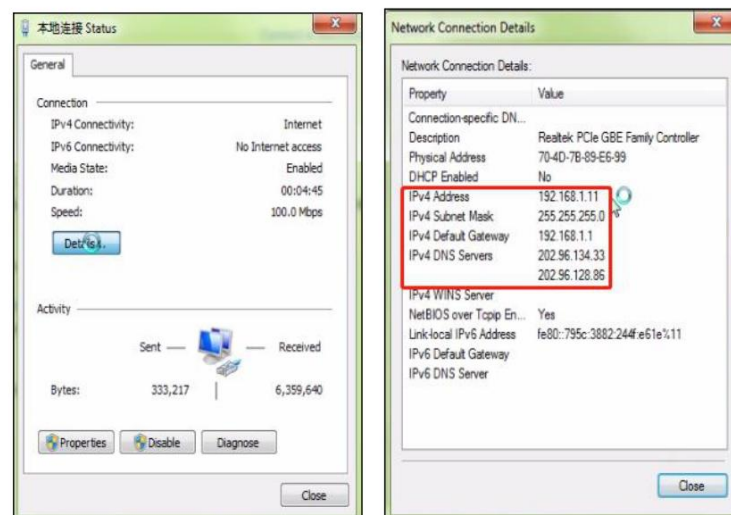 本地连接 Status
General
Connection
IPv4 Connectivity: Internet
IPv6 Connectivity: No Internet access
Media State: Enabled
Duration: 00:04:45
Speed: 100.0 Mbps
Details...
Activity
Sent — — Received
Bytes: 333,217 | 6,359,640
Properties Disable Diagnose
Close
Network Connection Details
Network Connection Details:
Property Value
Connection-specific DN...
Description Realtek PCIe GBE Family Controller
Physical Address 70-4D-7B-89-E6-99
DHCP Enabled No
IPv4 Address 192.168.1.11
IPv4 Subnet Mask 255.255.255.0
IPv4 Default Gateway 192.168.1.1
IPv4 DNS Servers 202.96.134.33
202.96.128.86
IPv4 WINS Server
NetBIOS over Tcpip En... Yes
Link-local IPv6 Address fe80::795c:3882:244f:e61e%11
IPv6 Default Gateway
IPv6 DNS Server
Close